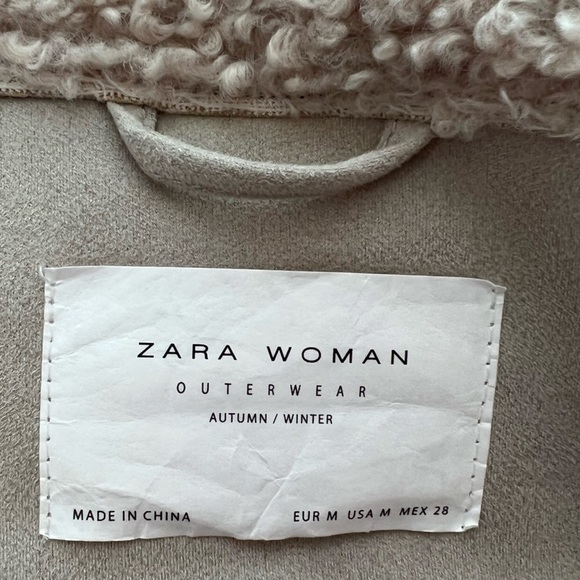 ZARA WOMAN
OUTERWEAR
AUTUMN / WINTER
MADE IN CHINA EUR M USA M MEX 28